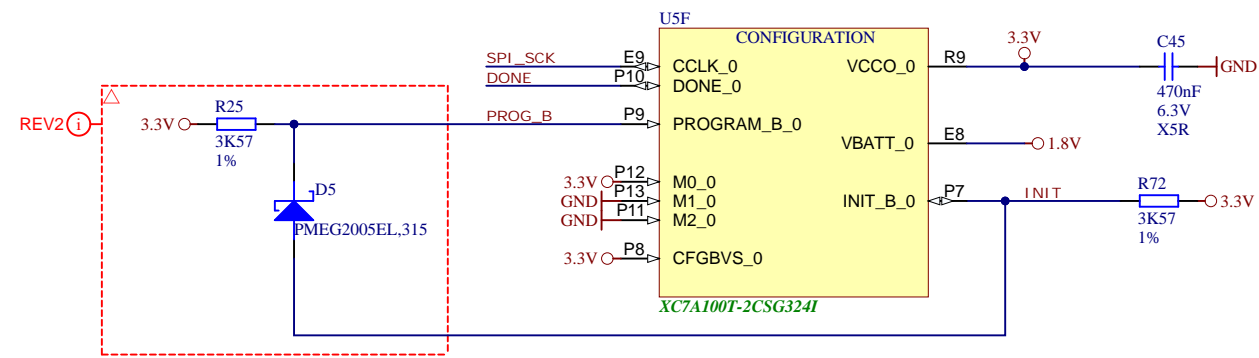 U5F
CONFIGURATION
SPI_SCK
E9
CCLK_0
VCCO_0
R9
3.3V
C45
GND
470nF
6.3V
X5R
DONE
P10
DONE_0
REV2
i
3.3V
R25
3K57
1%
PROG_B
P9
PROGRAM_B_0
VBATT_0
E8
1.8V
D5
PMEG2005EL,315
3.3V
P12
M0_0
GND
P13
M1_0
GND
P11
M2_0
INIT_B_0
P7
INIT
R72
3K57
1%
3.3V
3.3V
P8
CFGBVS_0
XC7A100T-2CSG324I